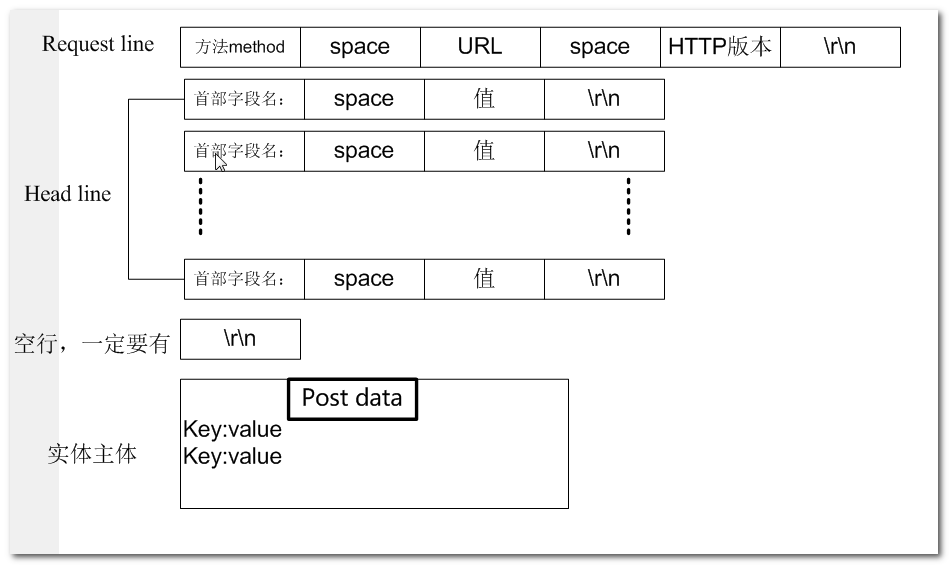 Request line 方法method space URL space HTTP版本 \r\n
首部字段名： space 值 \r\n
首部字段名： space 值 \r\n
Head line
首部字段名： space 值 \r\n
空行，一定要有 \r\n
Post data
Key:value
实体主体
Key:value